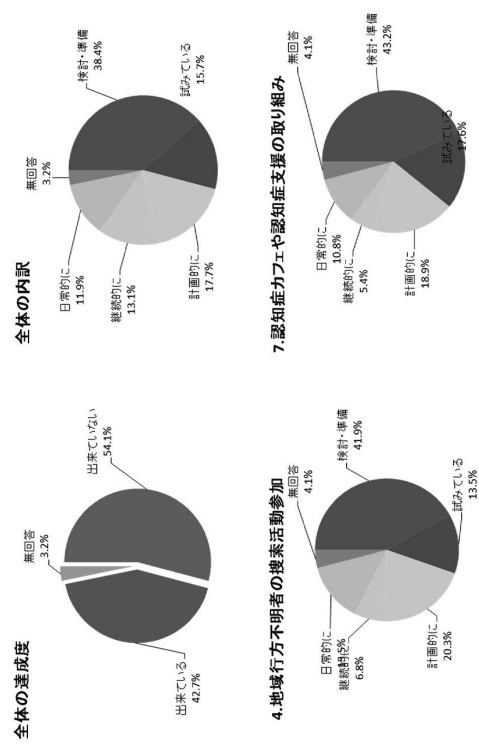 全体の達成度
無回答
3.2%
出来ていない
54.1%
出来ている
42.7%
全体の内訳
無回答
3.2%
検討・準備
38.4%
日常的に
11.9%
継続的に
13.1%
計画的に
17.7%
試みている
15.7%
4.地域行方不明者の捜索活動参加
無回答
4.1%
検討・準備
41.9%
日常的に
13.5%
継続的に
6.8%
計画的に
20.3%
試みている
13.5%
7.認知症カフェや認知症支援の取り組み
無回答
4.1%
検討・準備
43.2%
日常的に
10.8%
継続的に
5.4%
計画的に
18.9%
試みている
17.6%